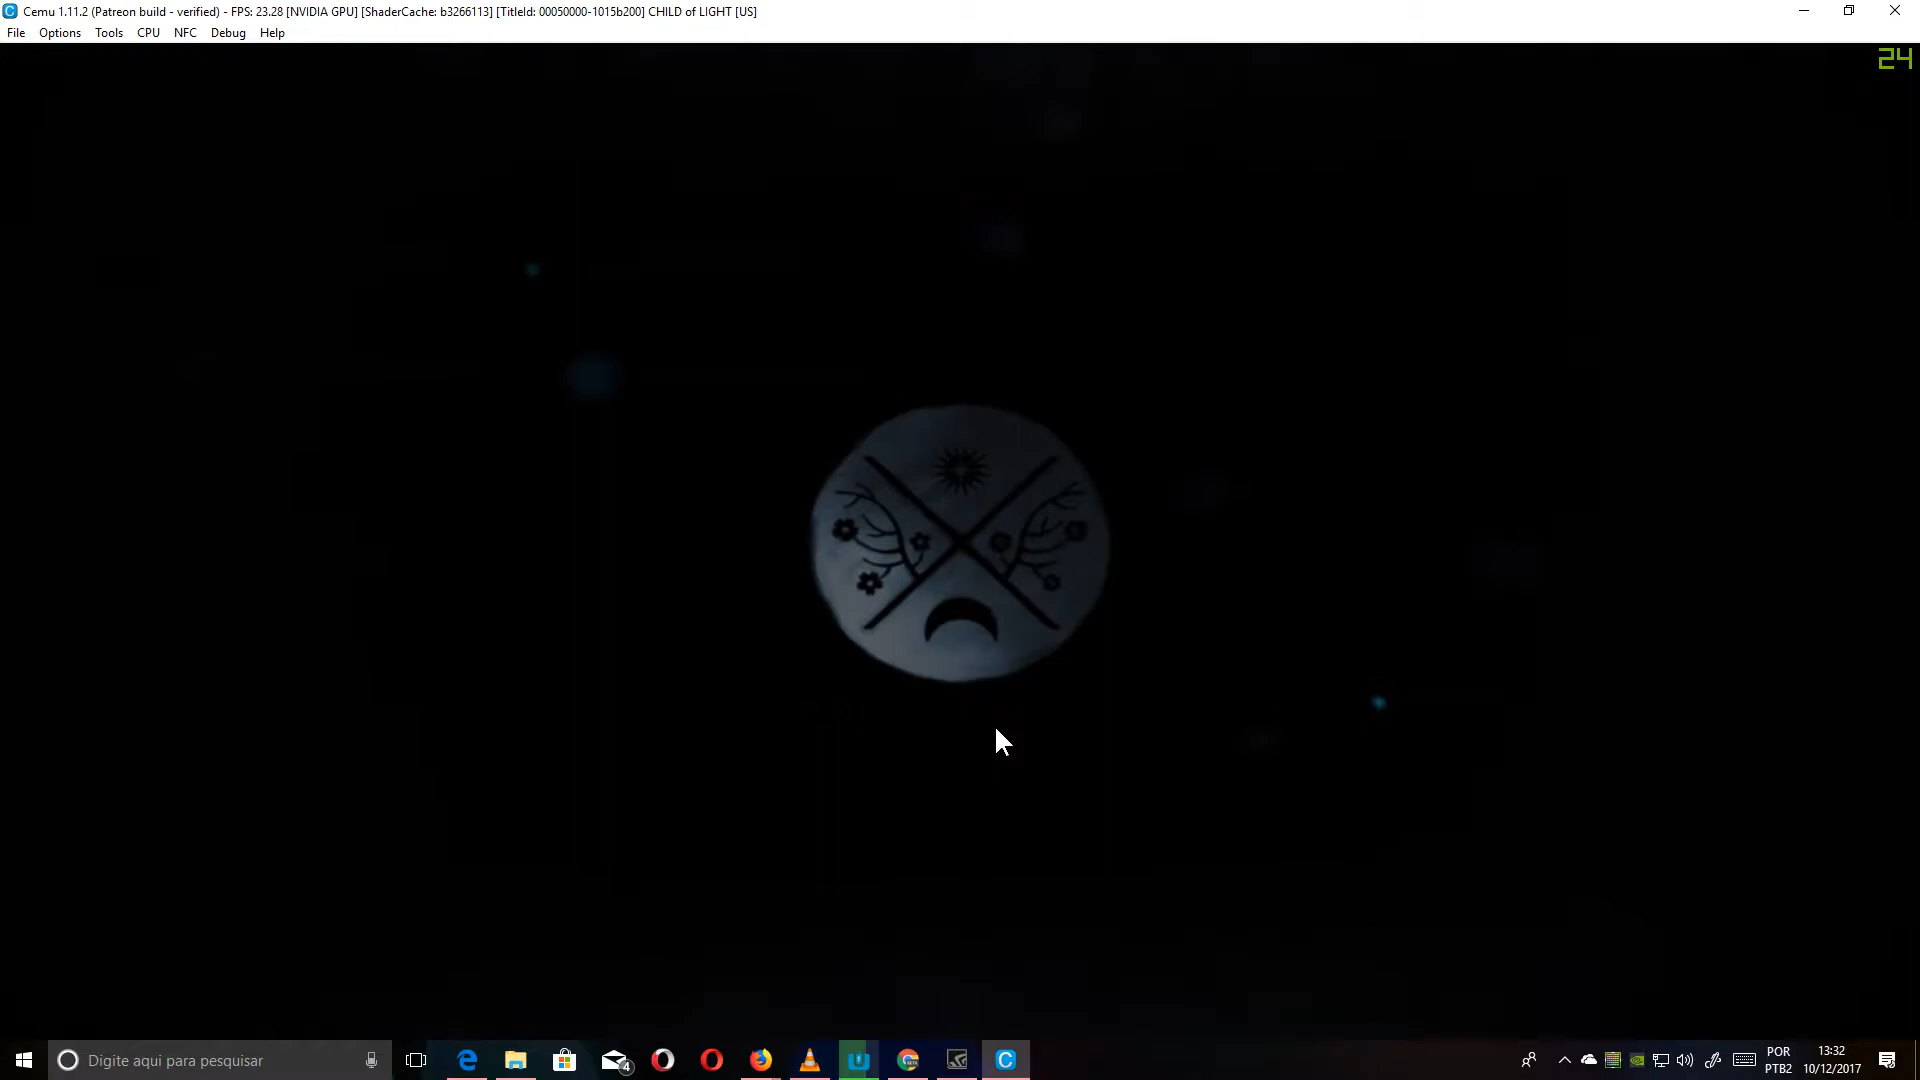 Cemu 1.11.2 (Patreon build - verified) - FPS: 23.28 [NVIDIA GPU] [ShaderCache: b3266113] [TitleId: 00050000-1015b200] CHILD of LIGHT [US]
File Options Tools CPU NFC Debug Help
24
Digite aqui para pesquisar
4
POR
PTB2
13:32
10/12/2017